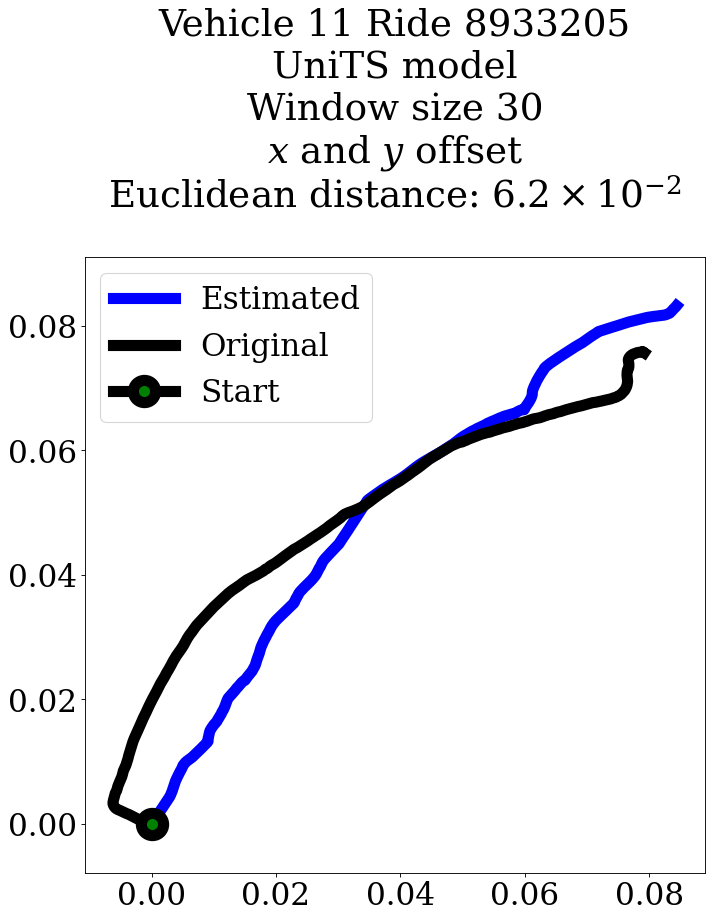 Vehicle 11 Ride 8933205
UniTS model
Window size 30
x and y offset
Euclidean distance: 6.2 × 10⁻²
Estimated
Original
Start
0.08
0.06
0.04
0.02
0.00
0.00 0.02 0.04 0.06 0.08